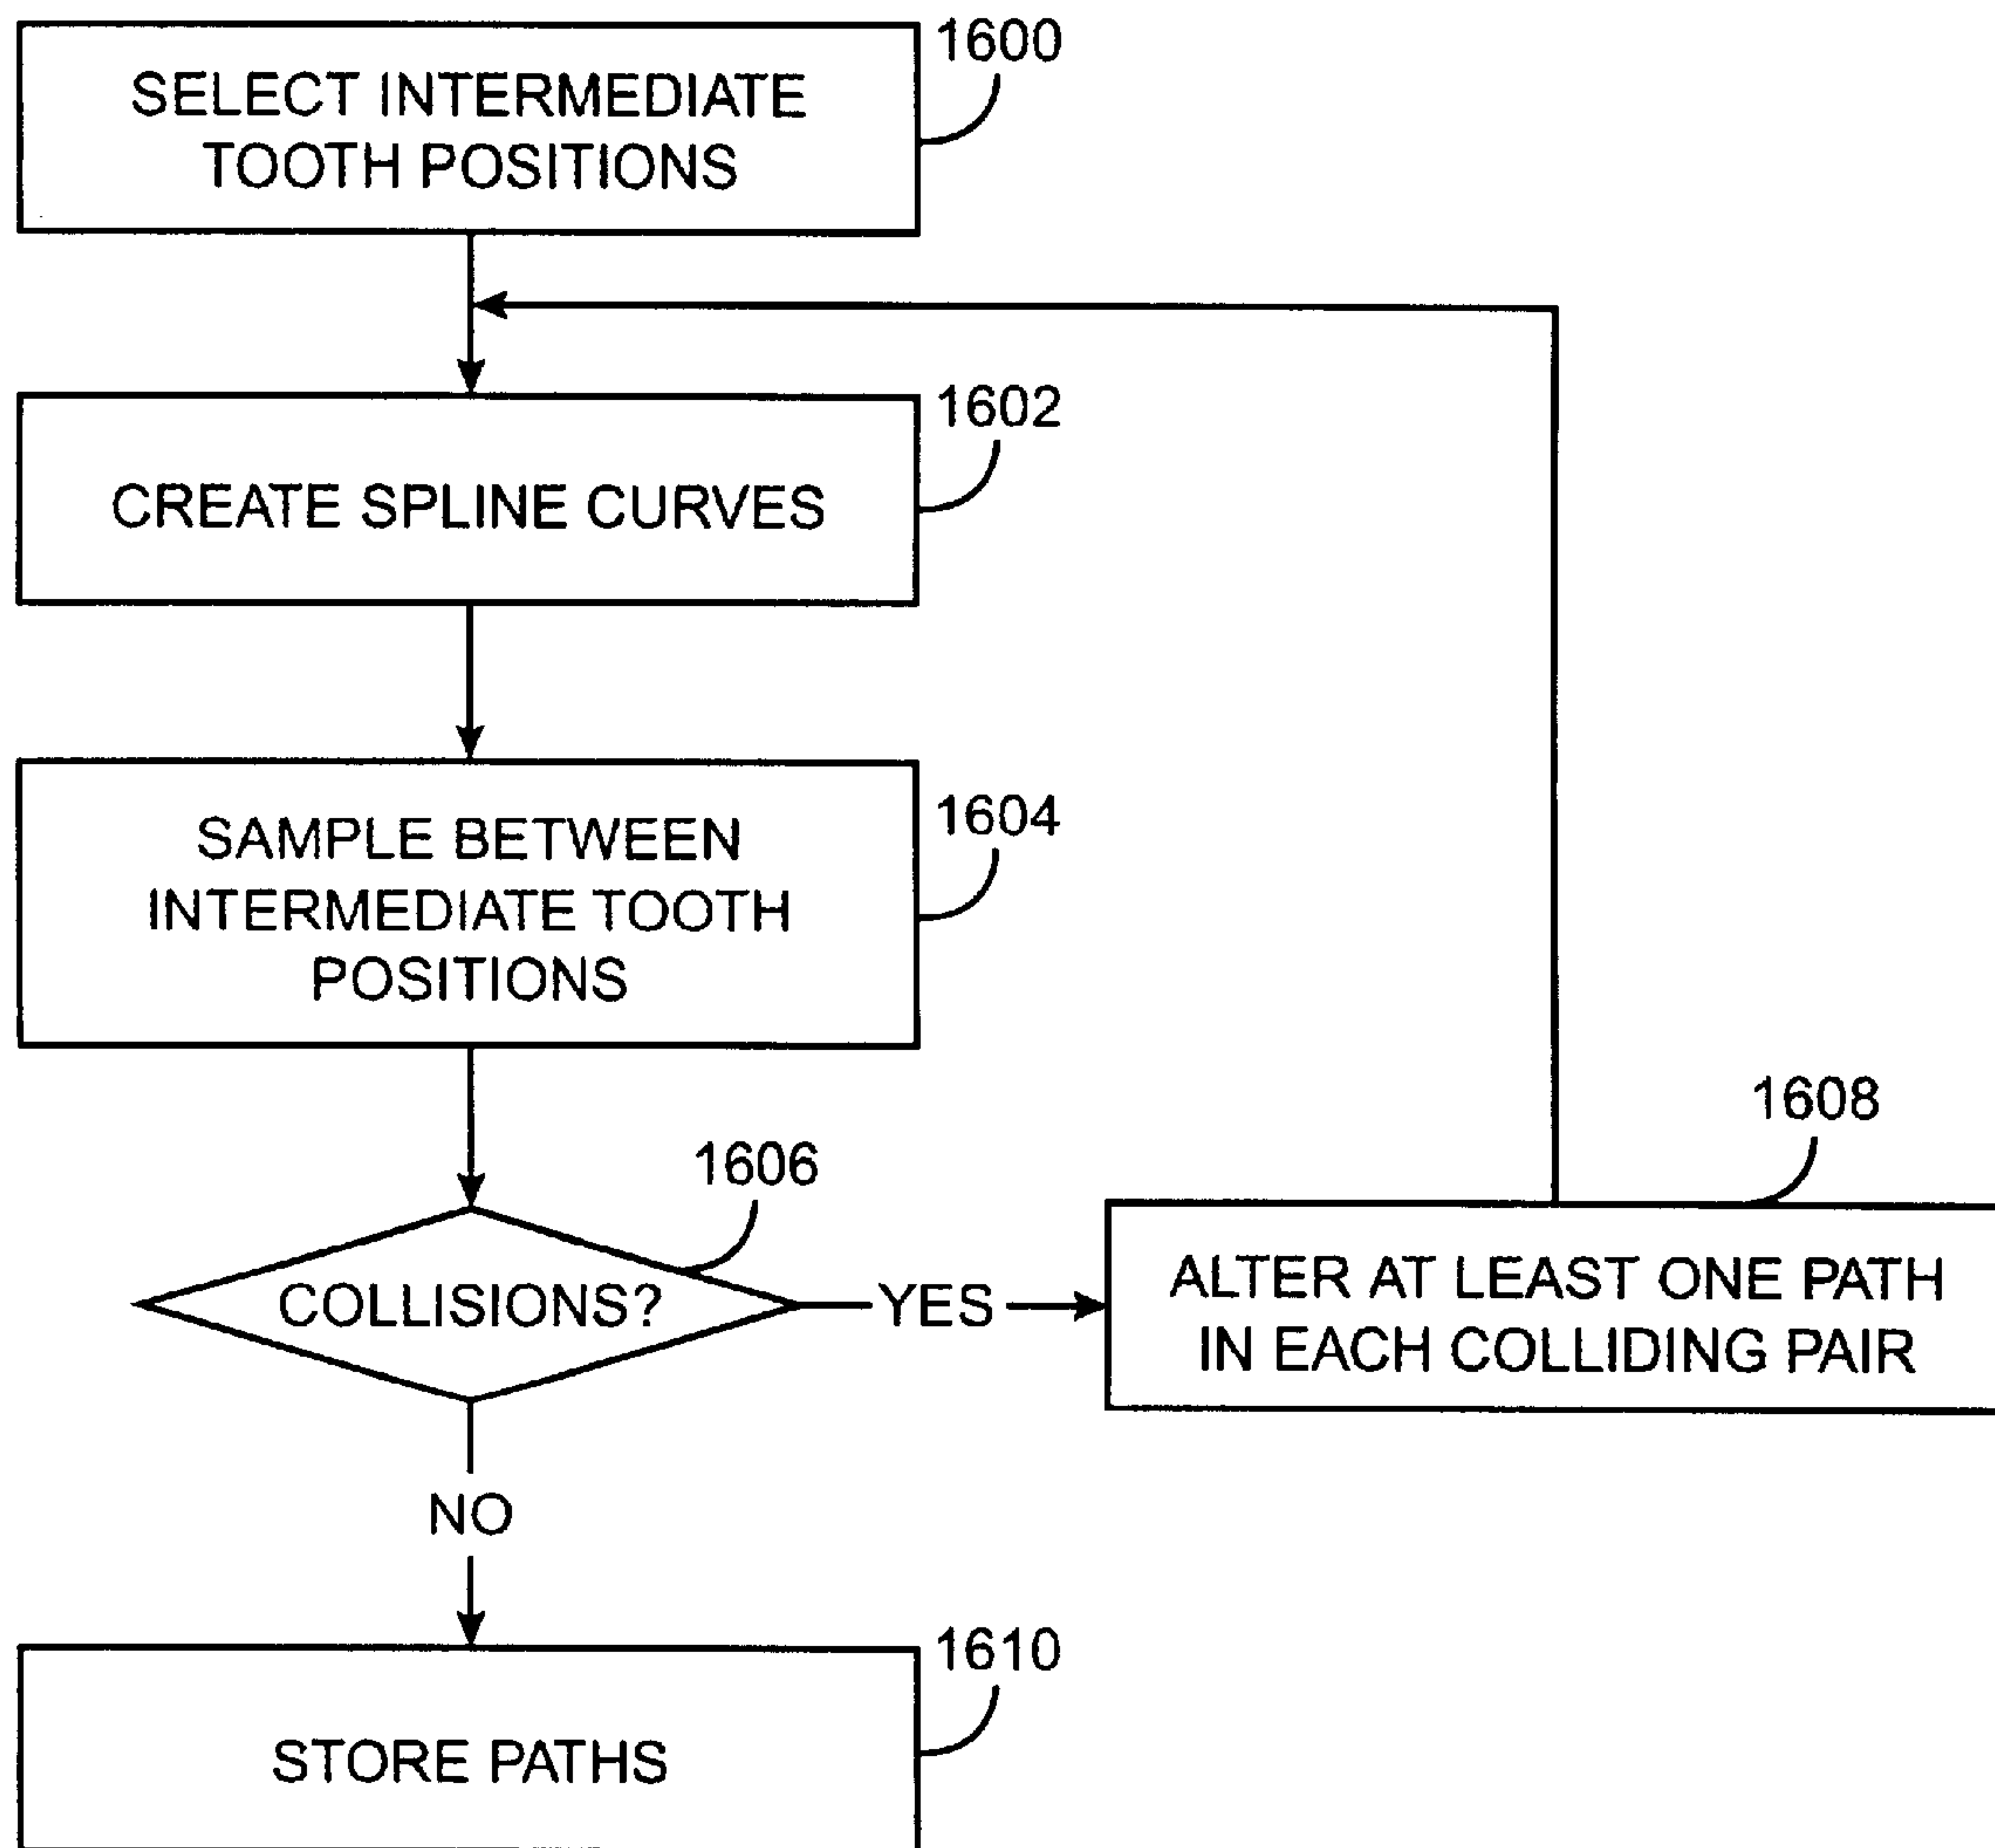 1600
SELECT INTERMEDIATE
TOOTH POSITIONS
1602
CREATE SPLINE CURVES
1604
SAMPLE BETWEEN
INTERMEDIATE TOOTH
POSITIONS
1606
COLLISIONS?
YES
1608
ALTER AT LEAST ONE PATH
IN EACH COLLIDING PAIR
NO
1610
STORE PATHS